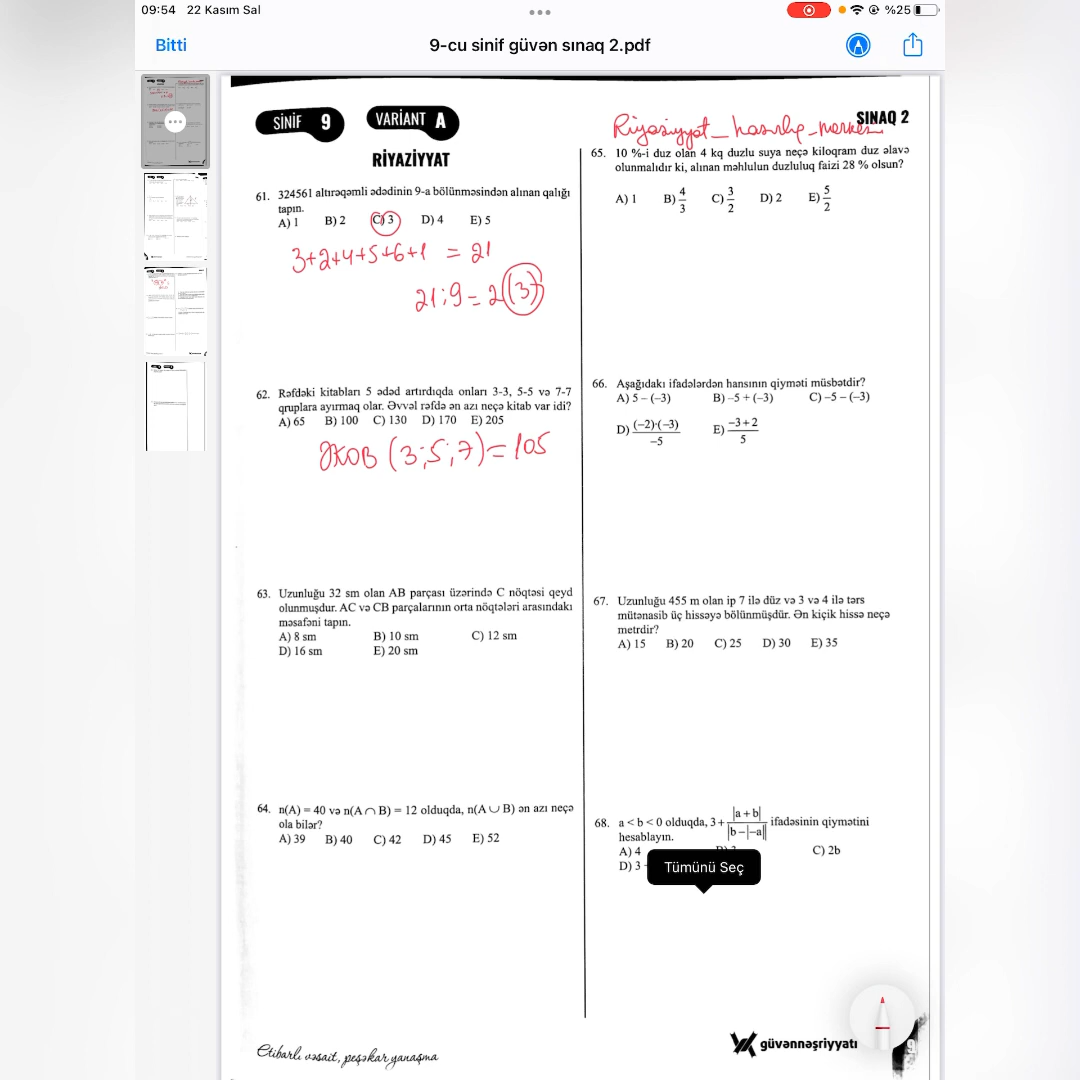 09:54 22 Kasım Sal
%25
Bitti
9-cu sinif güvən sınaq 2.pdf
SİNİF 9
VARİANT A
SINAQ 2
Riyaziyyat_hazırlıq_mərkəzi
RİYAZİYYAT
61. 324561 altırəqəmli ədədinin 9-a bölünməsindən alınan qalığı
tapın.
A) 1 B) 2 C) 3 D) 4 E) 5
3+2+4+5+6+1 = 21
21:9=2(3)
62. Rəfdəki kitabları 5 ədəd artırdıqda onları 3-3, 5-5 və 7-7
qruplara ayırmaq olar. Əvvəl rəfdə ən azı neçə kitab var idi?
A) 65 B) 100 C) 130 D) 170 E) 205
ƏKOB (3;5;7)=105
63. Uzunluğu 32 sm olan AB parçası üzərində C nöqtəsi qeyd
olunmuşdur. AC və CB parçalarının orta nöqtələri arasındakı
məsafəni tapın.
A) 8 sm B) 10 sm C) 12 sm
D) 16 sm E) 20 sm
64. n(A) = 40 və n(A∩B) = 12 olduqda, n(A∪B) ən azı neçə
ola bilər?
A) 39 B) 40 C) 42 D) 45 E) 52
65. 10 %-i duz olan 4 kq duzlu suya neçə kiloqram duz əlavə
olunmalıdır ki, alınan məhlulun duzluluq faizi 28 % olsun?
A) 1 B) 4/3 C) 3/2 D) 2 E) 5/2
66. Aşağıdakı ifadələrdən hansının qiyməti müsbətdir?
A) 5 – (–3) B) –5 + (–3) C) –5 – (–3)
D) (–2)·(–3)/–5 E) –3 + 2/5
67. Uzunluğu 455 m olan ip 7 ilə düz və 3 və 4 ilə tərs
mütənasib üç hissəyə bölünmüşdür. Ən kiçik hissə neçə
metrdir?
A) 15 B) 20 C) 25 D) 30 E) 35
68. a < b < 0 olduqda, 3 + |a + b|/|b – |–a|| ifadəsinin qiymətini
hesablayın.
A) 4 C) 2b
D) 3
Tümünü Seç
Etibarlı vəsait, peşəkar yanaşma
güvənnəşriyyatı